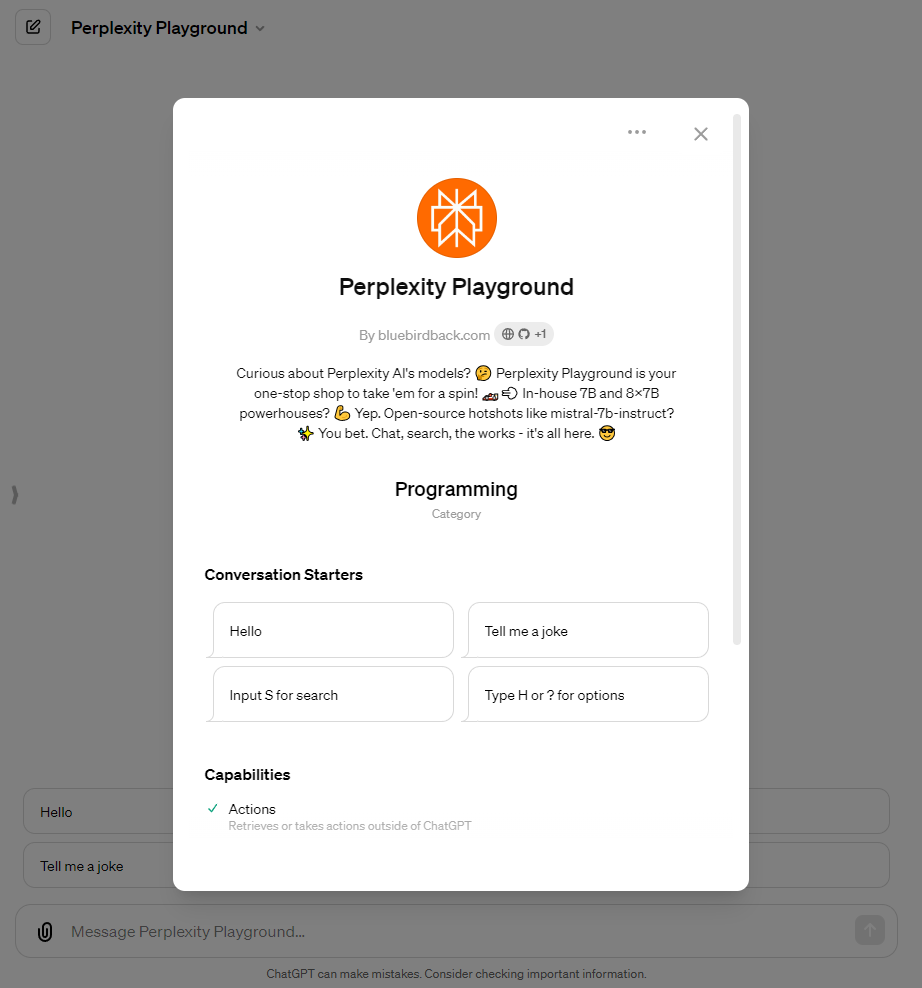 Perplexity Playground
Perplexity Playground
By bluebirdback.com +1
Curious about Perplexity AI's models? 🤔 Perplexity Playground is your
one-stop shop to take 'em for a spin! 🏎️💨 In-house 7B and 8×7B
powerhouses? 💪 Yep. Open-source hotshots like mistral-7b-instruct?
✨ You bet. Chat, search, the works - it's all here. 😎
Programming
Category
Conversation Starters
Hello
Tell me a joke
Input S for search
Type H or ? for options
Capabilities
Actions
Retrieves or takes actions outside of ChatGPT
Hello
Tell me a joke
Message Perplexity Playground...
ChatGPT can make mistakes. Consider checking important information.